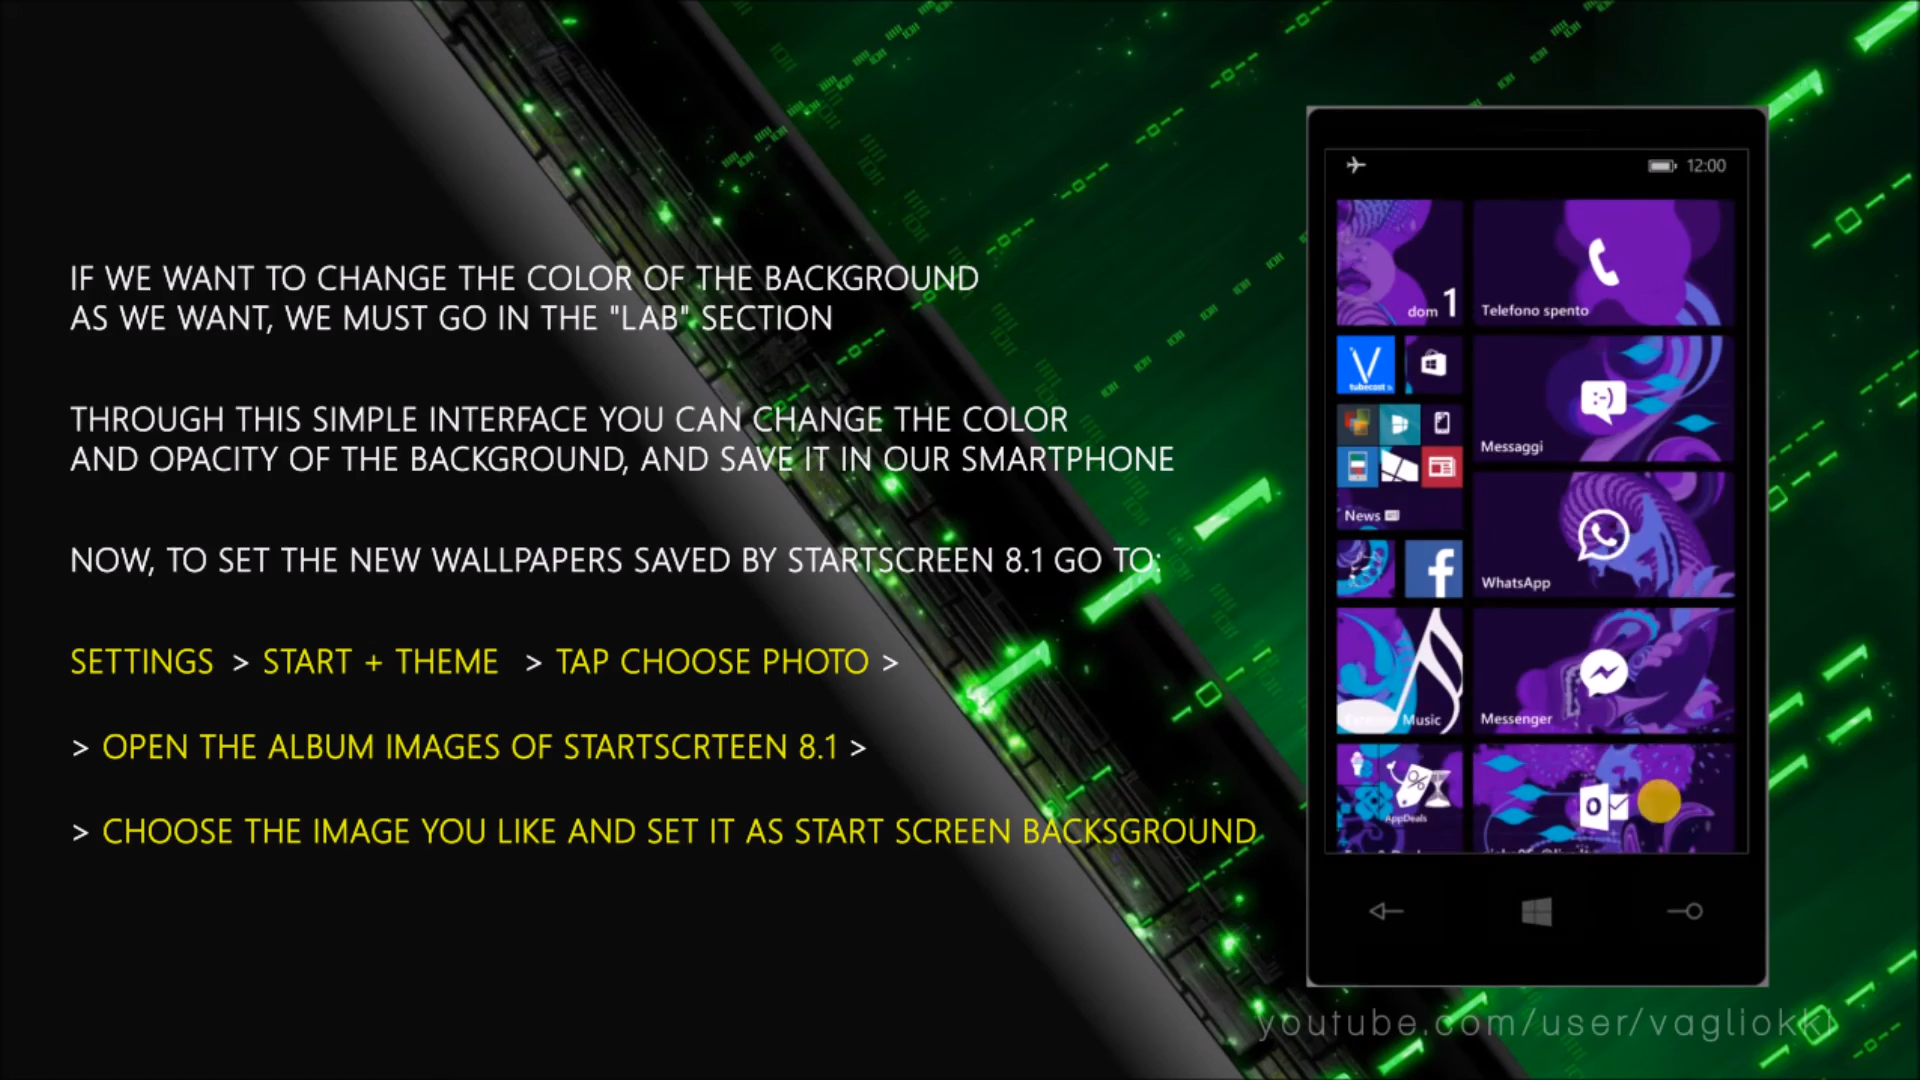 IF WE WANT TO CHANGE THE COLOR OF THE BACKGROUND
AS WE WANT, WE MUST GO IN THE "LAB" SECTION
THROUGH THIS SIMPLE INTERFACE YOU CAN CHANGE THE COLOR
AND OPACITY OF THE BACKGROUND, AND SAVE IT IN OUR SMARTPHONE
NOW, TO SET THE NEW WALLPAPERS SAVED BY STARTSCREEN 8.1 GO TO:
SETTINGS > START + THEME > TAP CHOOSE PHOTO >
> OPEN THE ALBUM IMAGES OF STARTSCRTEEN 8.1 >
> CHOOSE THE IMAGE YOU LIKE AND SET IT AS START SCREEN BACKSGROUND
12:00
dom 1
Telefono spento
tubecast
Messaggi
News
WhatsApp
Music
Messenger
AppDeals
youtube.com/user/vagliokki